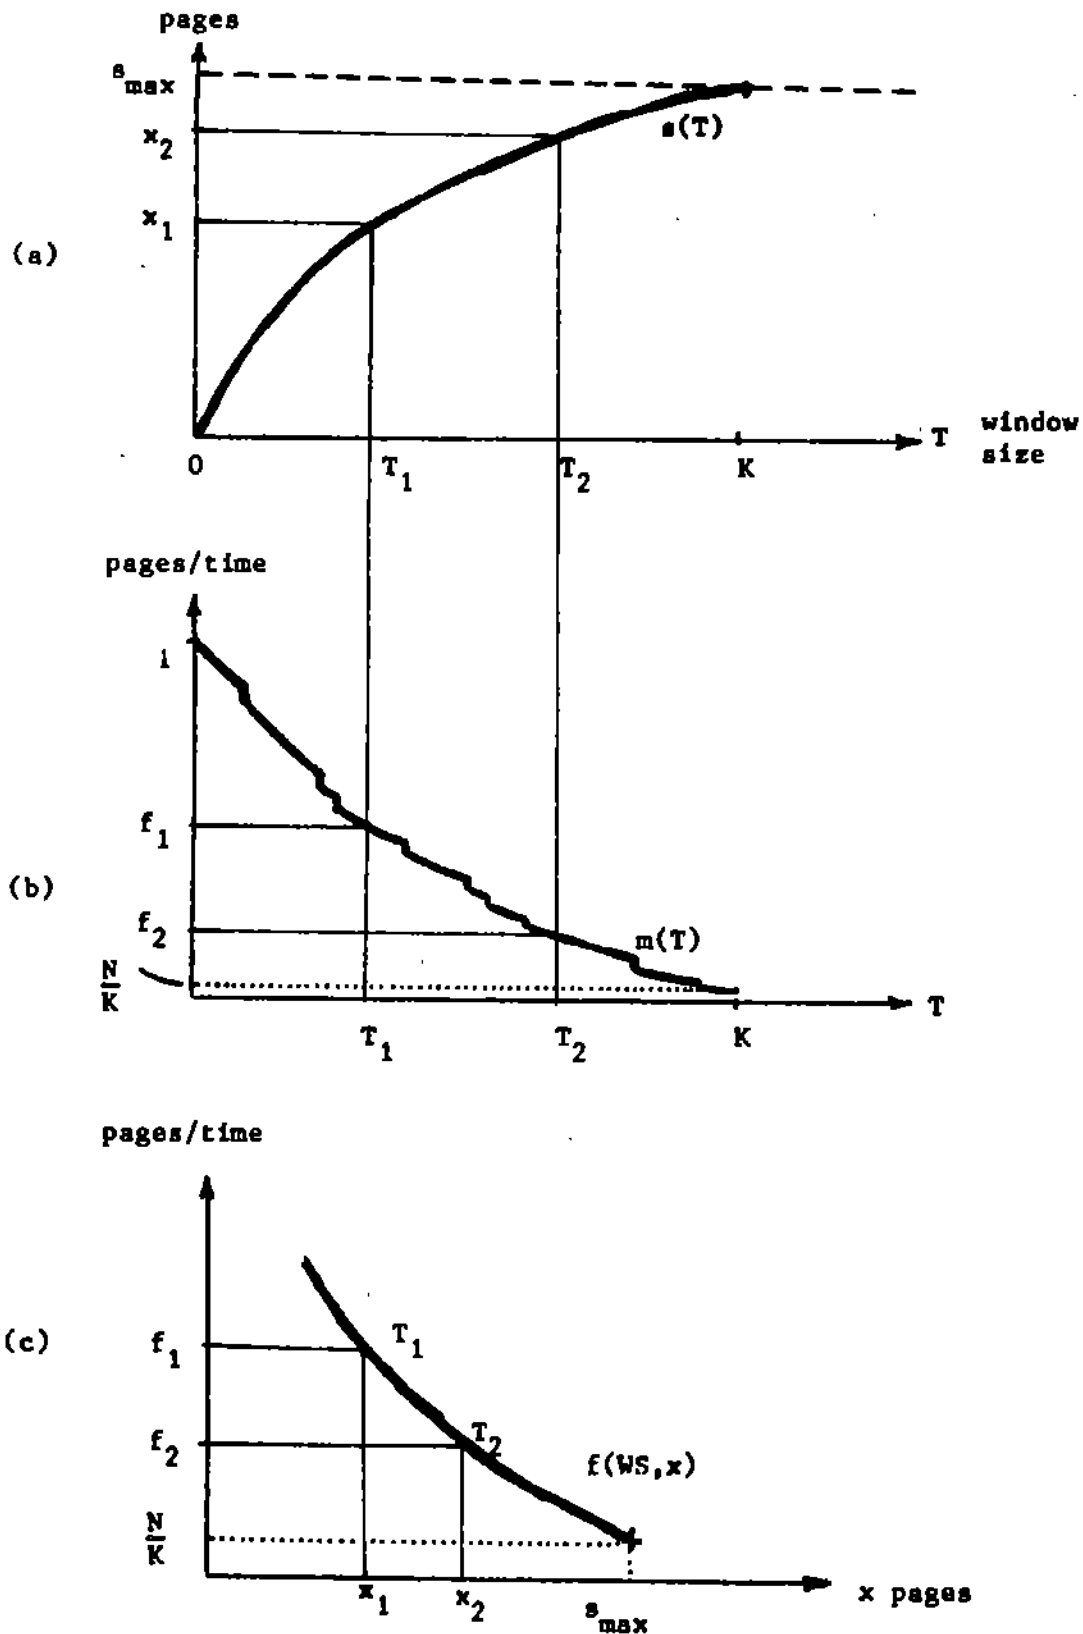 pages
s_max
x_2
x_1
s(T)
(a)
0
T_1
T_2
K
T
window
size
pages/time
1
f_1
(b)
f_2
m(T)
N
K
T_1
T_2
K
T
pages/time
(c)
f_1
T_1
f_2
T_2
f(WS,x)
N
K
x_1
x_2
s_max
x pages